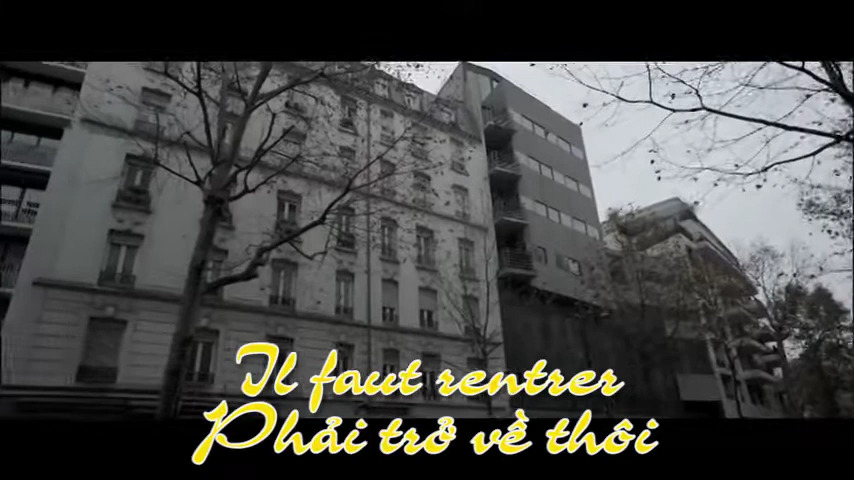 Il faut rentrer
Phải trở về thôi